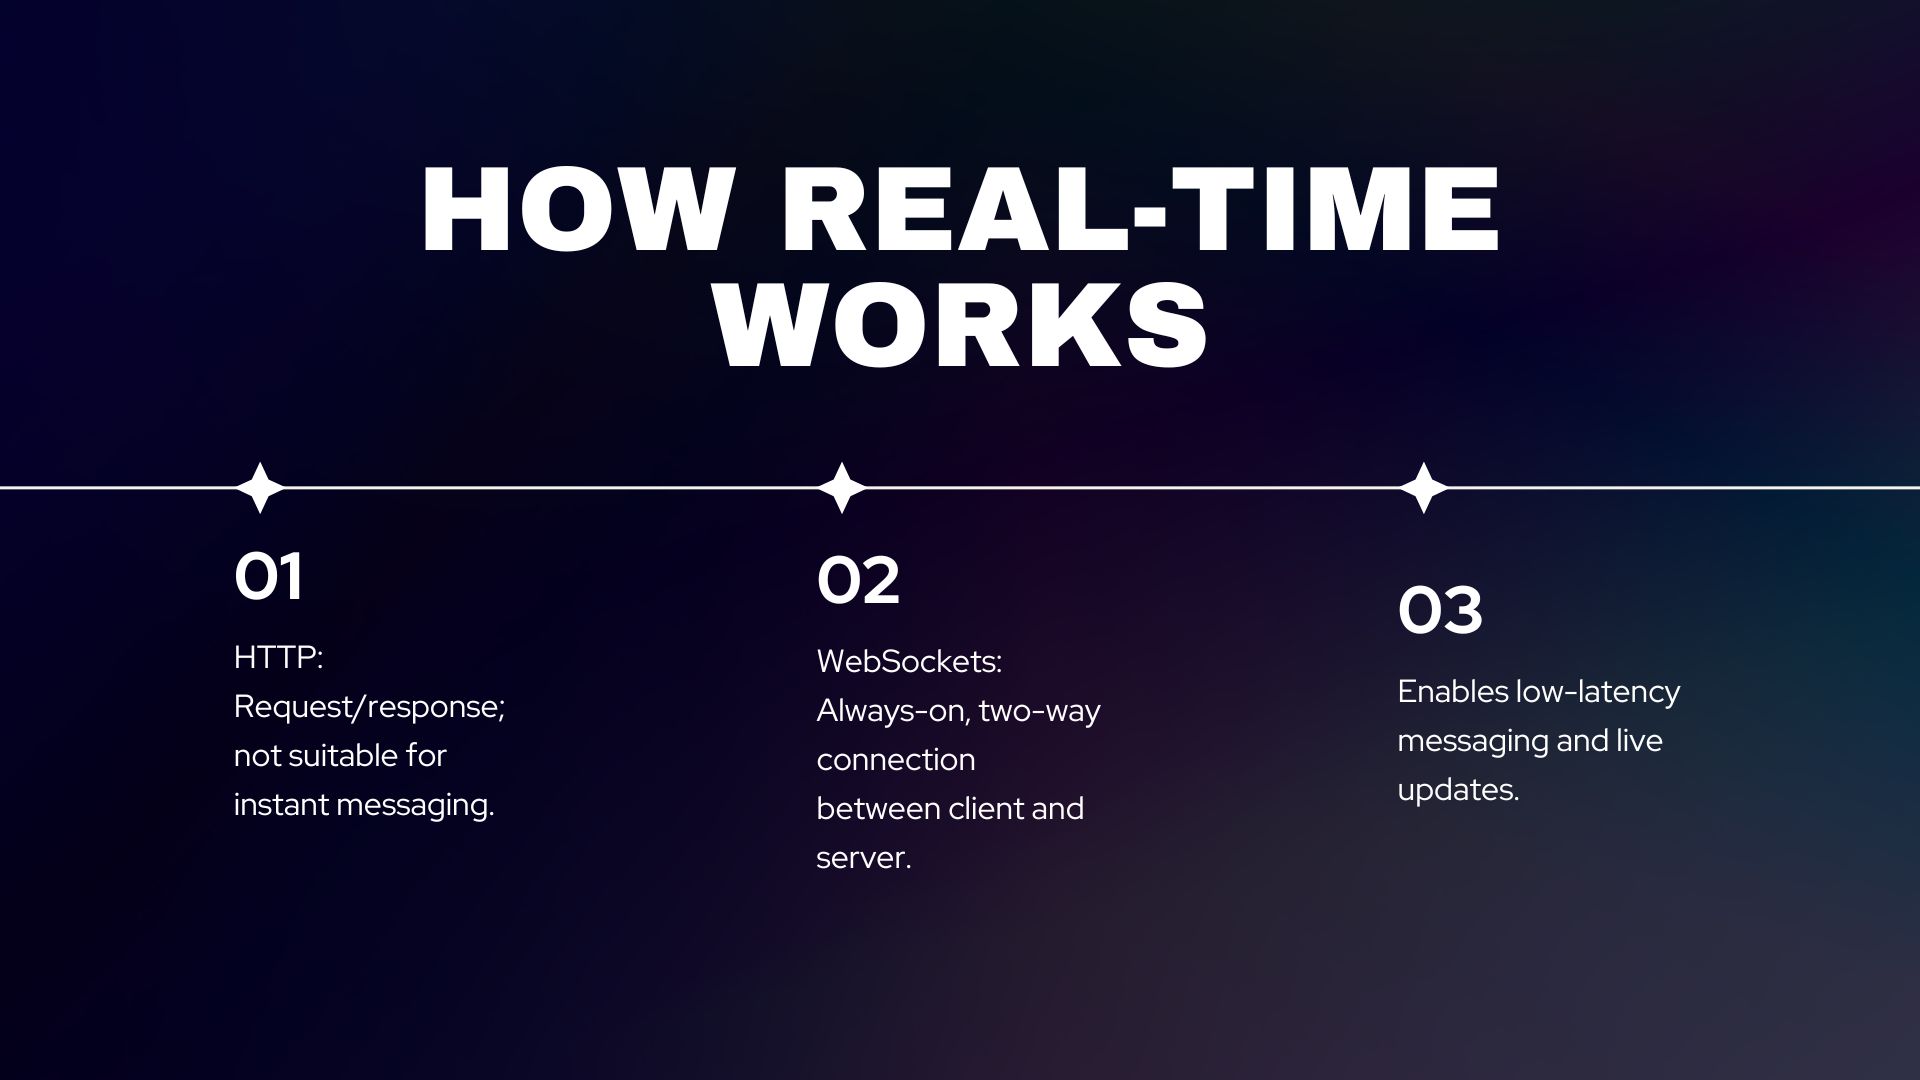 HOW REAL-TIME
WORKS
01
HTTP:
Request/response;
not suitable for
instant messaging.
02
WebSockets:
Always-on, two-way
connection
between client and
server.
03
Enables low-latency
messaging and live
updates.